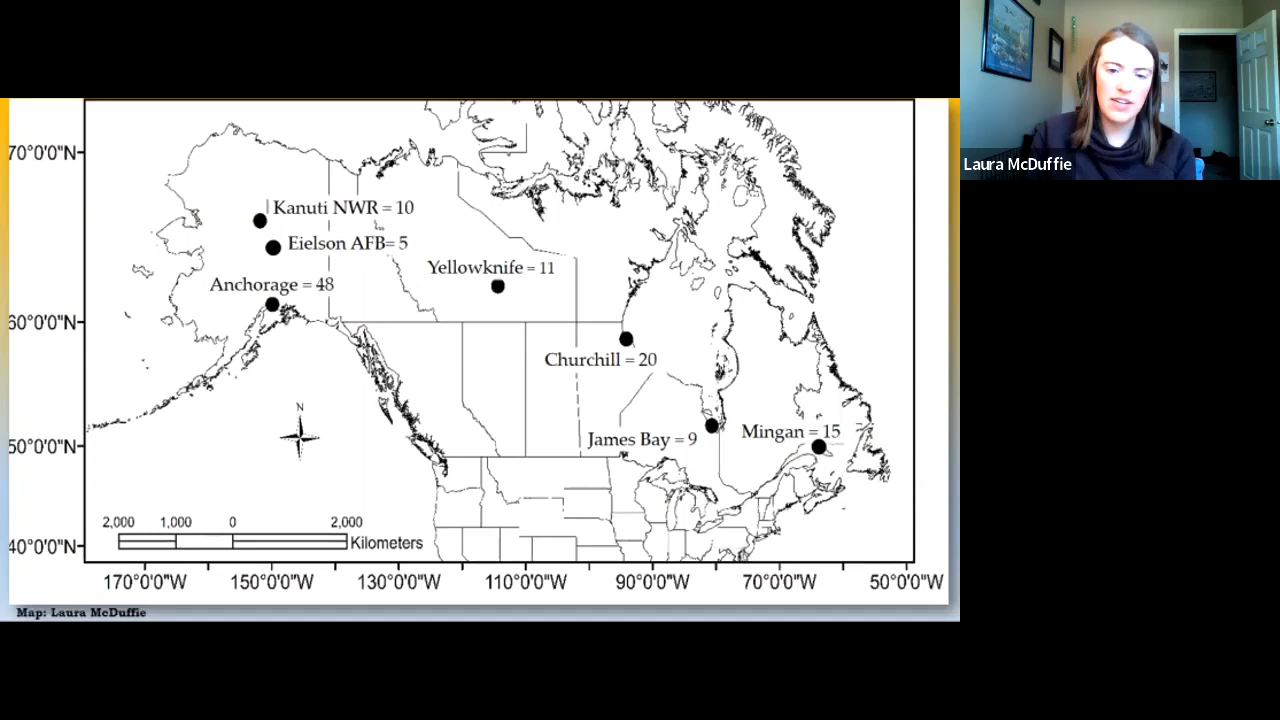 Laura McDuffie
70°0'0"N
Kanuti NWR = 10
Eielson AFB= 5
Yellowknife = 11
Anchorage = 48
60°0'0"N
Churchill = 20
N
50°0'0"N
James Bay = 9
Mingan = 15
2,000 1,000 0 2,000
Kilometers
40°0'0"N
170°0'0"W 150°0'0"W 130°0'0"W 110°0'0"W 90°0'0"W 70°0'0"W 50°0'0"W
Map: Laura McDuffie